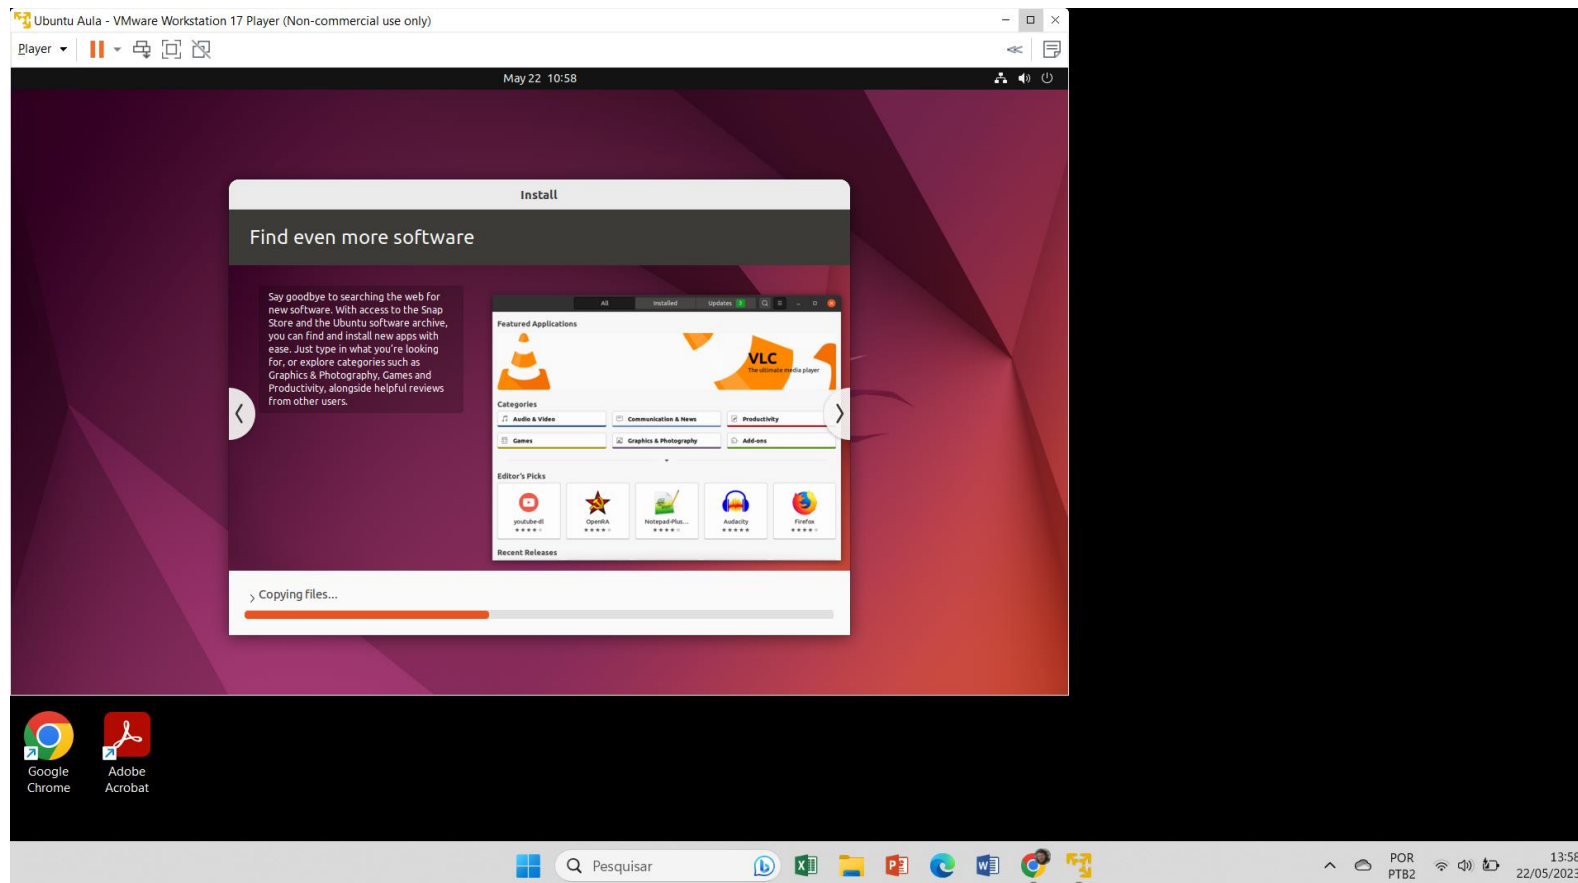 Ubuntu Aula - VMware Workstation 17 Player (Non-commercial use only)
Player
May 22 10:58
Install
Find even more software
Say goodbye to searching the web for
new software. With access to the Snap
Store and the Ubuntu software archive,
you can find and install new apps with
ease. Just type in what you're looking
for, or explore categories such as
Graphics & Photography, Games and
Productivity, alongside helpful reviews
from other users.
All Installed Updates 3
Featured Applications
VLC
The ultimate media player
Categories
Audio & Video Communication & News Productivity
Games Graphics & Photography Add-ons
Editor's Picks
youtube-dl OpenRA Notepad-Plus... Audacity Firefox
Recent Releases
Copying files...
Google
Chrome
Adobe
Acrobat
Pesquisar
POR
PTB2
13:58
22/05/2023